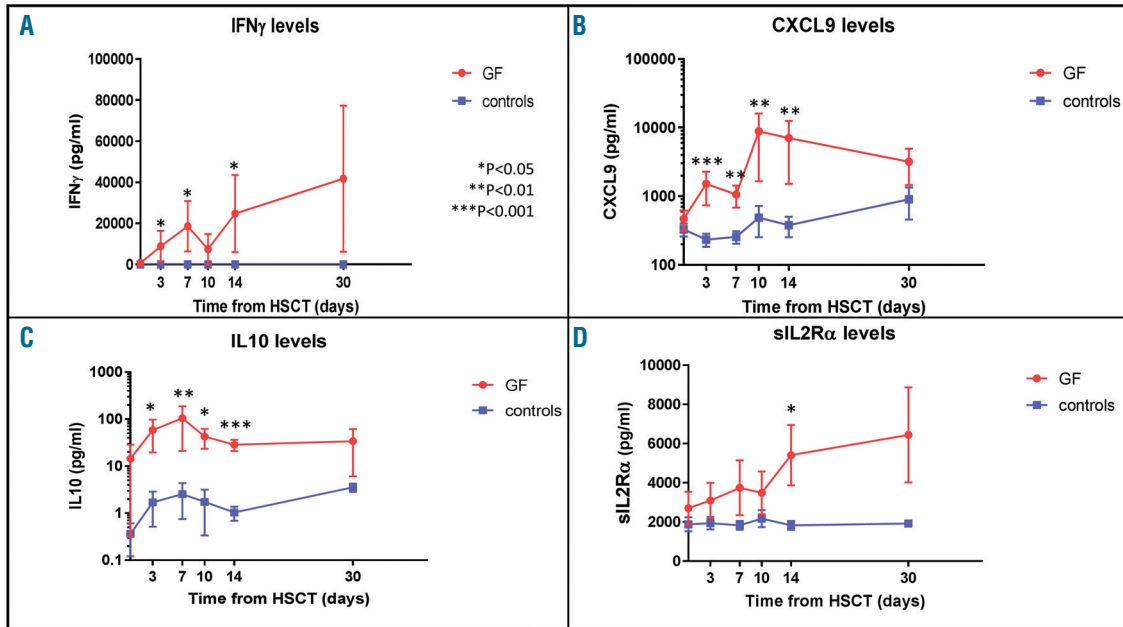 A
IFNγ levels
100000
80000
60000
40000
20000
0
IFNγ (pg/ml)
* * *
3 7 10 14 30
Time from HSCT (days)
GF
controls
*P<0.05
**P<0.01
***P<0.001
B
CXCL9 levels
100000
10000
1000
100
CXCL9 (pg/ml)
*** ** ** **
3 7 10 14 30
Time from HSCT (days)
GF
controls
C
IL10 levels
1000
100
10
1
0.1
IL10 (pg/ml)
* ** * ***
3 7 10 14 30
Time from HSCT (days)
GF
controls
D
sIL2Rα levels
10000
8000
6000
4000
2000
0
sIL2Rα (pg/ml)
*
3 7 10 14 30
Time from HSCT (days)
GF
controls